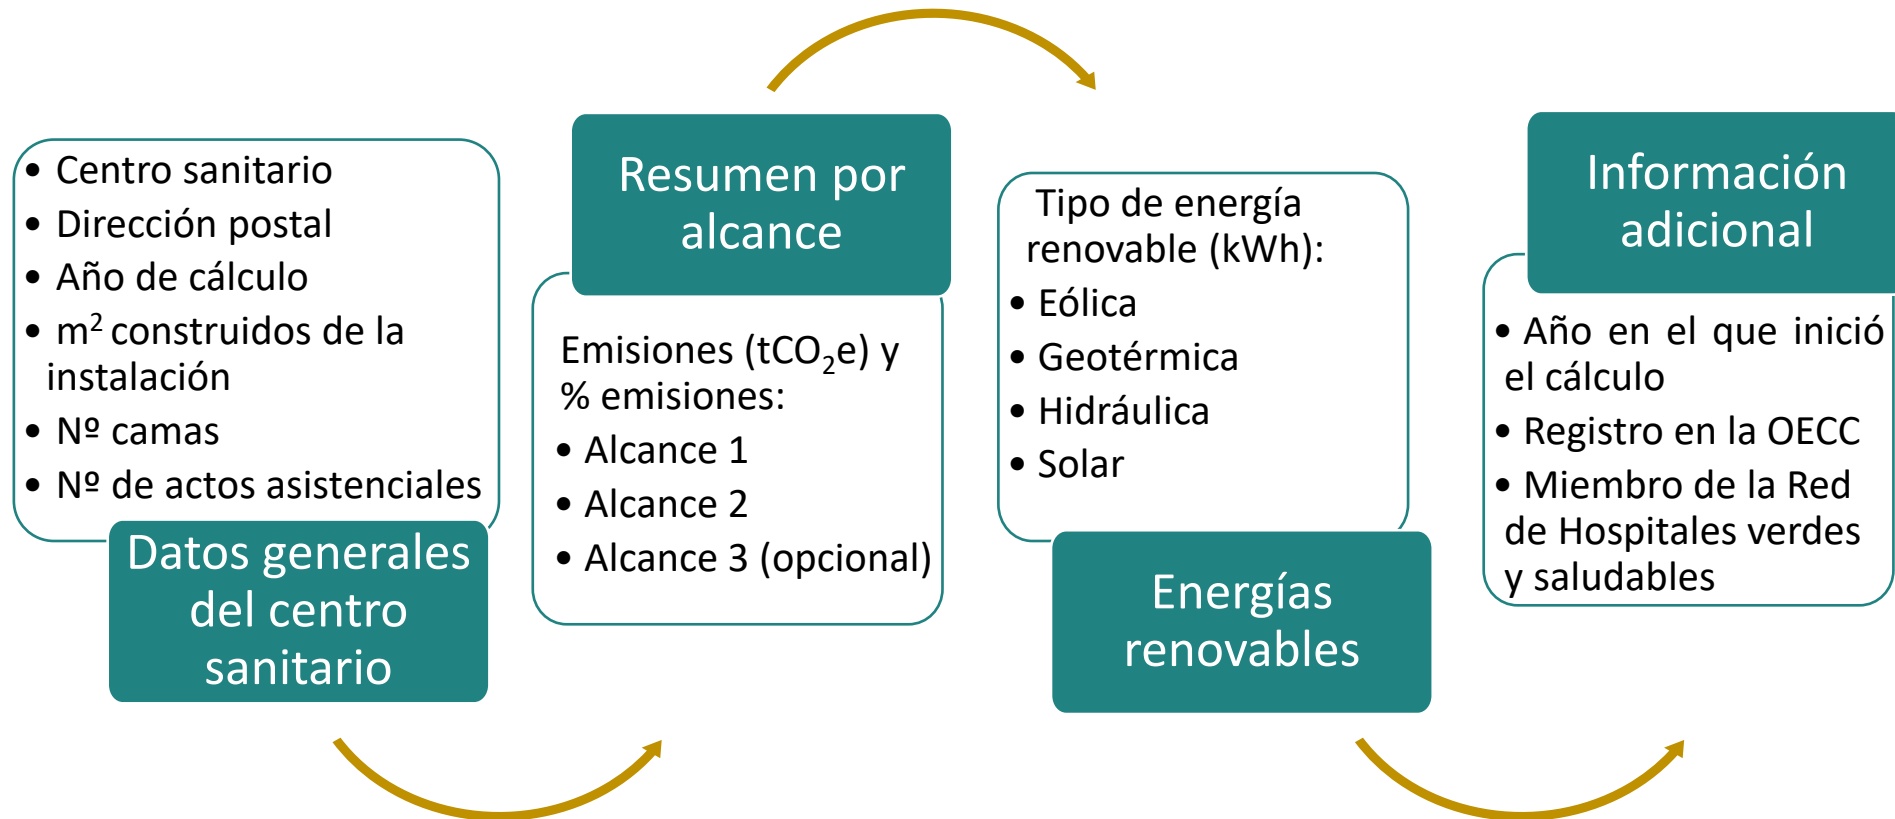 • Centro sanitario
• Dirección postal
• Año de cálculo
• m² construidos de la
instalación
• Nº camas
• Nº de actos asistenciales
Datos generales
del centro
sanitario
Resumen por
alcance
Emisiones (tCO₂e) y
% emisiones:
• Alcance 1
• Alcance 2
• Alcance 3 (opcional)
Tipo de energía
renovable (kWh):
• Eólica
• Geotérmica
• Hidráulica
• Solar
Energías
renovables
Información
adicional
• Año en el que inició
el cálculo
• Registro en la OECC
• Miembro de la Red
de Hospitales verdes
y saludables